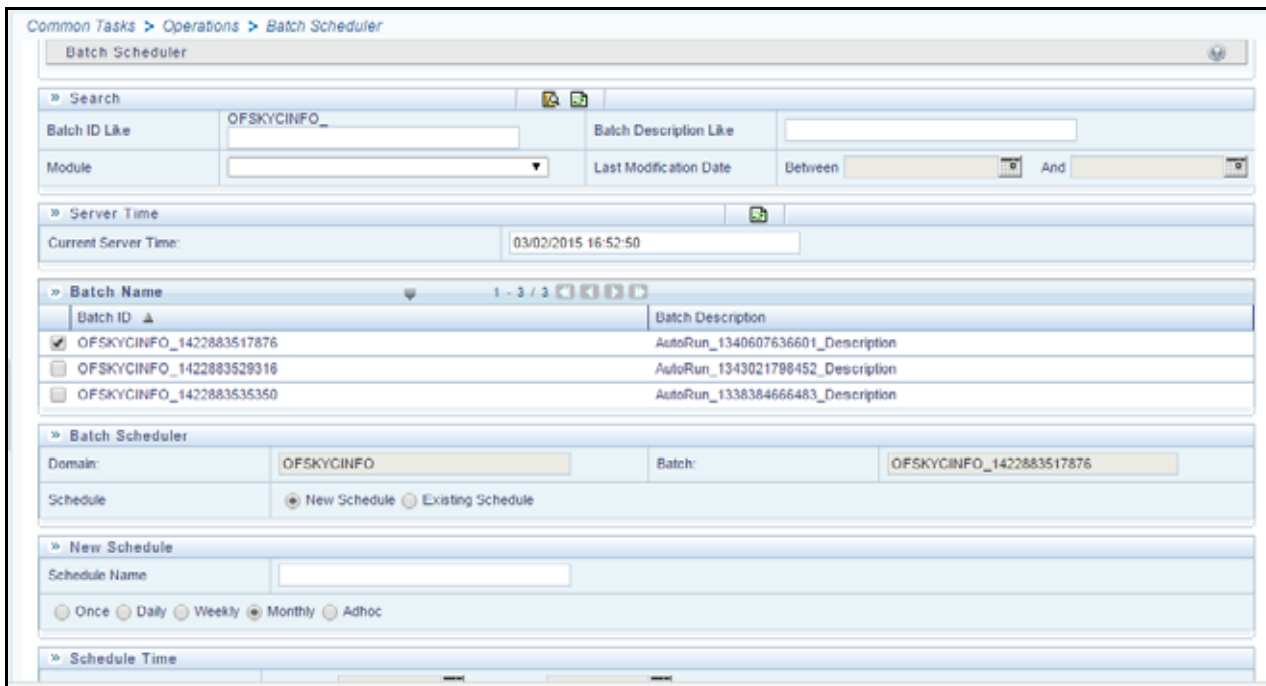 Common Tasks > Operations > Batch Scheduler
Batch Scheduler
» Search
Batch ID Like OFSKYCINFO_ Batch Description Like
Module Last Modification Date Between And
» Server Time
Current Server Time: 03/02/2015 16:52:50
» Batch Name 1 - 3 / 3
Batch ID Batch Description
OFSKYCINFO_1422883517876 AutoRun_1340607636601_Description
OFSKYCINFO_1422883529316 AutoRun_1343021798452_Description
OFSKYCINFO_1422883535350 AutoRun_1338384666483_Description
» Batch Scheduler
Domain: OFSKYCINFO Batch: OFSKYCINFO_1422883517876
Schedule New Schedule Existing Schedule
» New Schedule
Schedule Name
Once Daily Weekly Monthly Adhoc
» Schedule Time